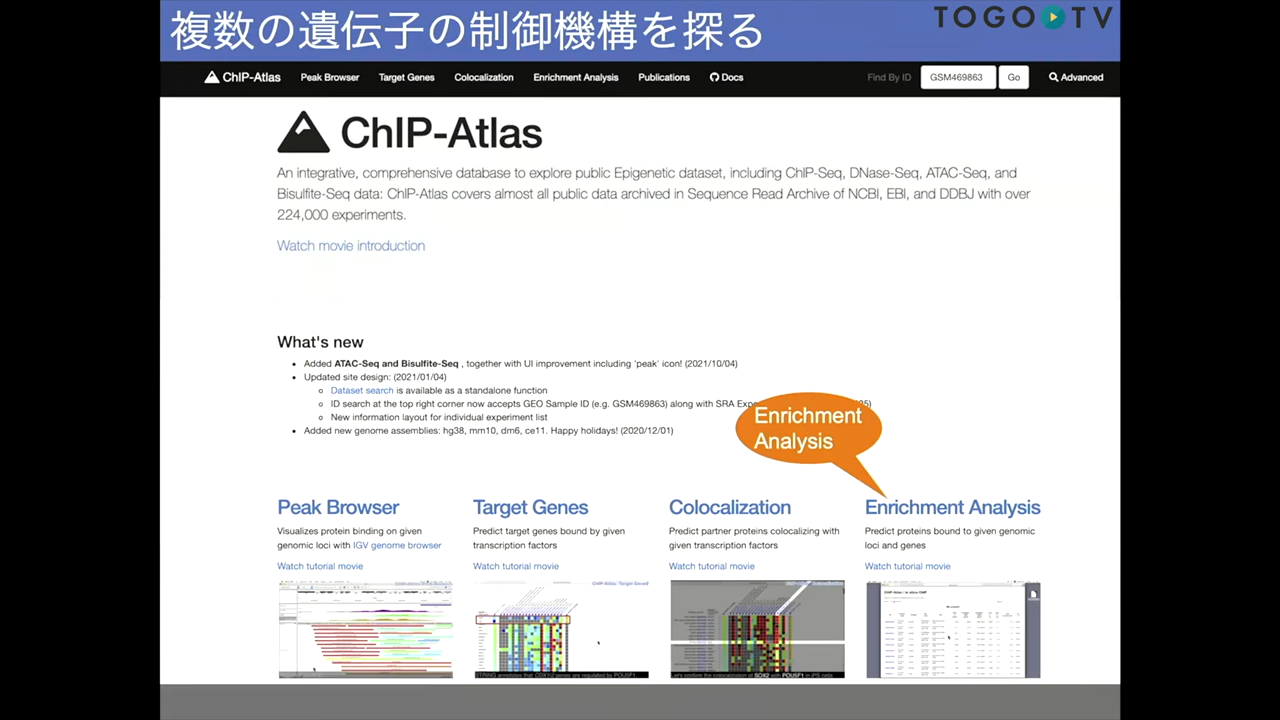 複数の遺伝子の制御機構を探る
TOGO TV
ChIP-Atlas Peak Browser Target Genes Colocalization Enrichment Analysis Publications Docs Find By ID GSM469863 Go Advanced
ChIP-Atlas
An integrative, comprehensive database to explore public Epigenetic dataset, including ChIP-Seq, DNase-Seq, ATAC-Seq, and
Bisulfite-Seq data: ChIP-Atlas covers almost all public data archived in Sequence Read Archive of NCBI, EBI, and DDBJ with over
224,000 experiments.
Watch movie introduction
What's new
Added ATAC-Seq and Bisulfite-Seq , together with UI improvement including 'peak' icon! (2021/10/04)
Updated site design: (2021/01/04)
Dataset search is available as a standalone function
ID search at the top right corner now accepts GEO Sample ID (e.g. GSM469863) along with SRA
New information layout for individual experiment list
Added new genome assemblies: hg38, mm10, dm6, ce11. Happy holidays! (2020/12/01)
Enrichment
Analysis
Peak Browser
Visualizes protein binding on given
genomic loci with IGV genome browser
Watch tutorial movie
Target Genes
Predict target genes bound by given
transcription factors
Watch tutorial movie
Colocalization
Predict partner proteins colocalizing with
given transcription factors
Watch tutorial movie
Enrichment Analysis
Predict proteins bound to given genomic
loci and genes
Watch tutorial movie